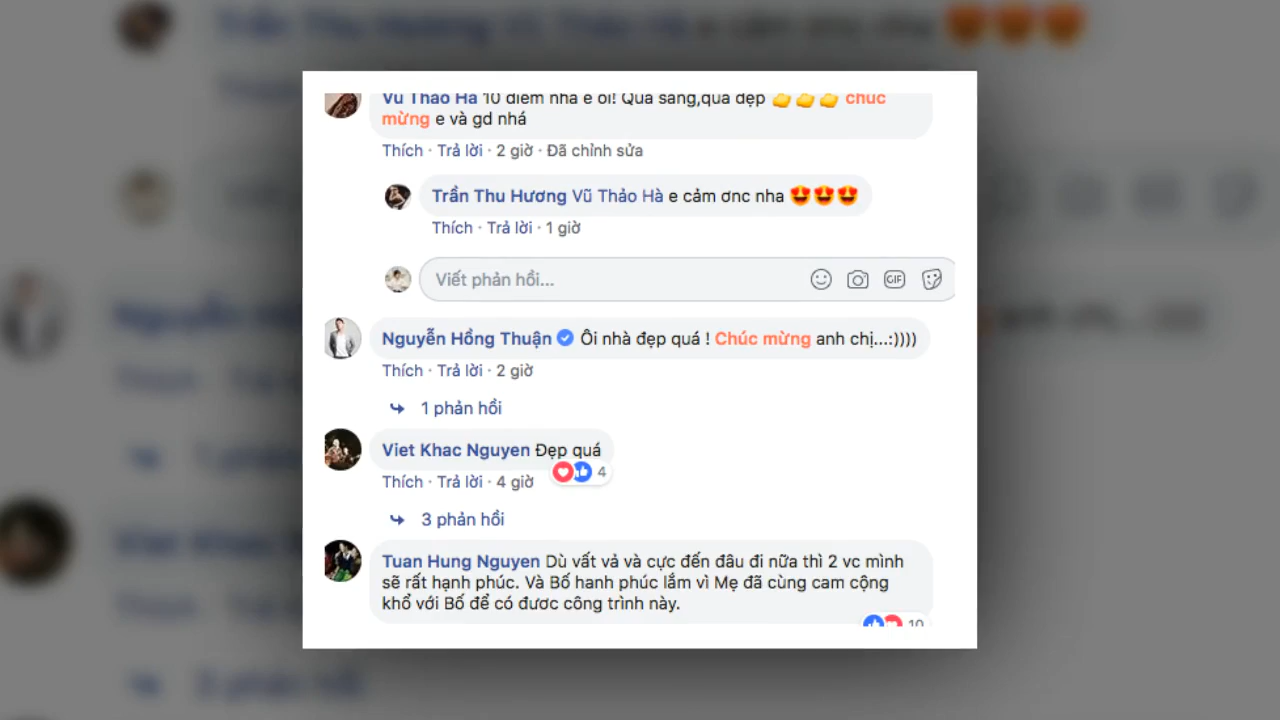 Vũ Thảo Hà 10 điểm nha e ơi! Quá sang,quá đẹp 👍👍👍 chúc
mừng e và gd nhá
Thích · Trả lời · 2 giờ · Đã chỉnh sửa
Trần Thu Hương Vũ Thảo Hà e cảm ơnc nha 😍😍😍
Thích · Trả lời · 1 giờ
Viết phản hồi...
GIF
Nguyễn Hồng Thuận Ôi nhà đẹp quá ! Chúc mừng anh chị...:))))
Thích · Trả lời · 2 giờ
1 phản hồi
Viet Khac Nguyen Đẹp quá
4
Thích · Trả lời · 4 giờ
3 phản hồi
Tuan Hung Nguyen Dù vất vả và cực đến đâu đi nữa thì 2 vc mình
sẽ rất hạnh phúc. Và Bố hanh phúc lắm vì Mẹ đã cùng cam cộng
khổ với Bố để có đươc công trình này.
10